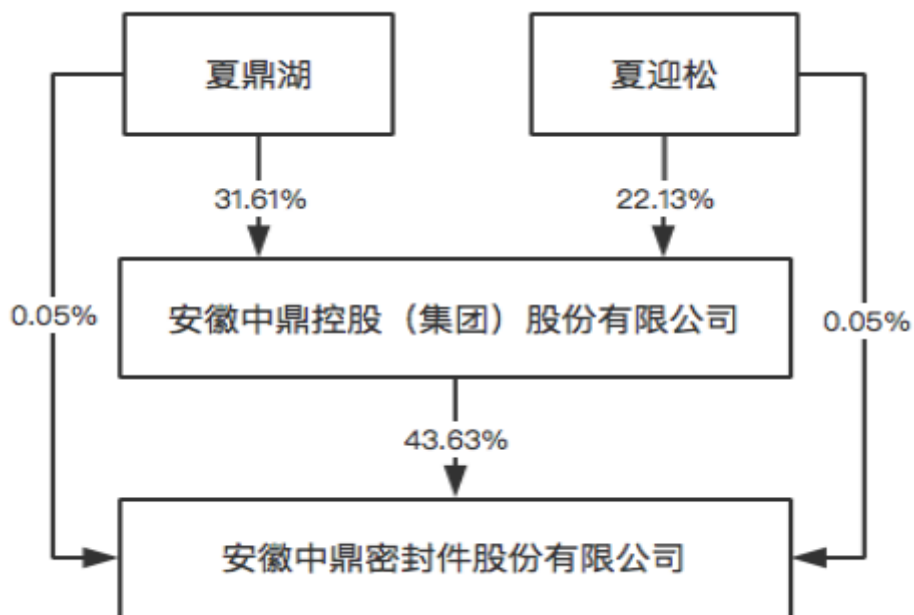 夏鼎湖
夏迎松
31.61%
22.13%
0.05%
安徽中鼎控股（集团）股份有限公司
0.05%
43.63%
安徽中鼎密封件股份有限公司